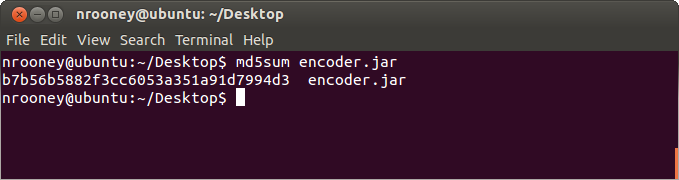 nrooney@ubuntu: ~/Desktop
File Edit View Search Terminal Help
nrooney@ubuntu:~/Desktop$ md5sum encoder.jar
b7b56b5882f3cc6053a351a91d7994d3  encoder.jar
nrooney@ubuntu:~/Desktop$